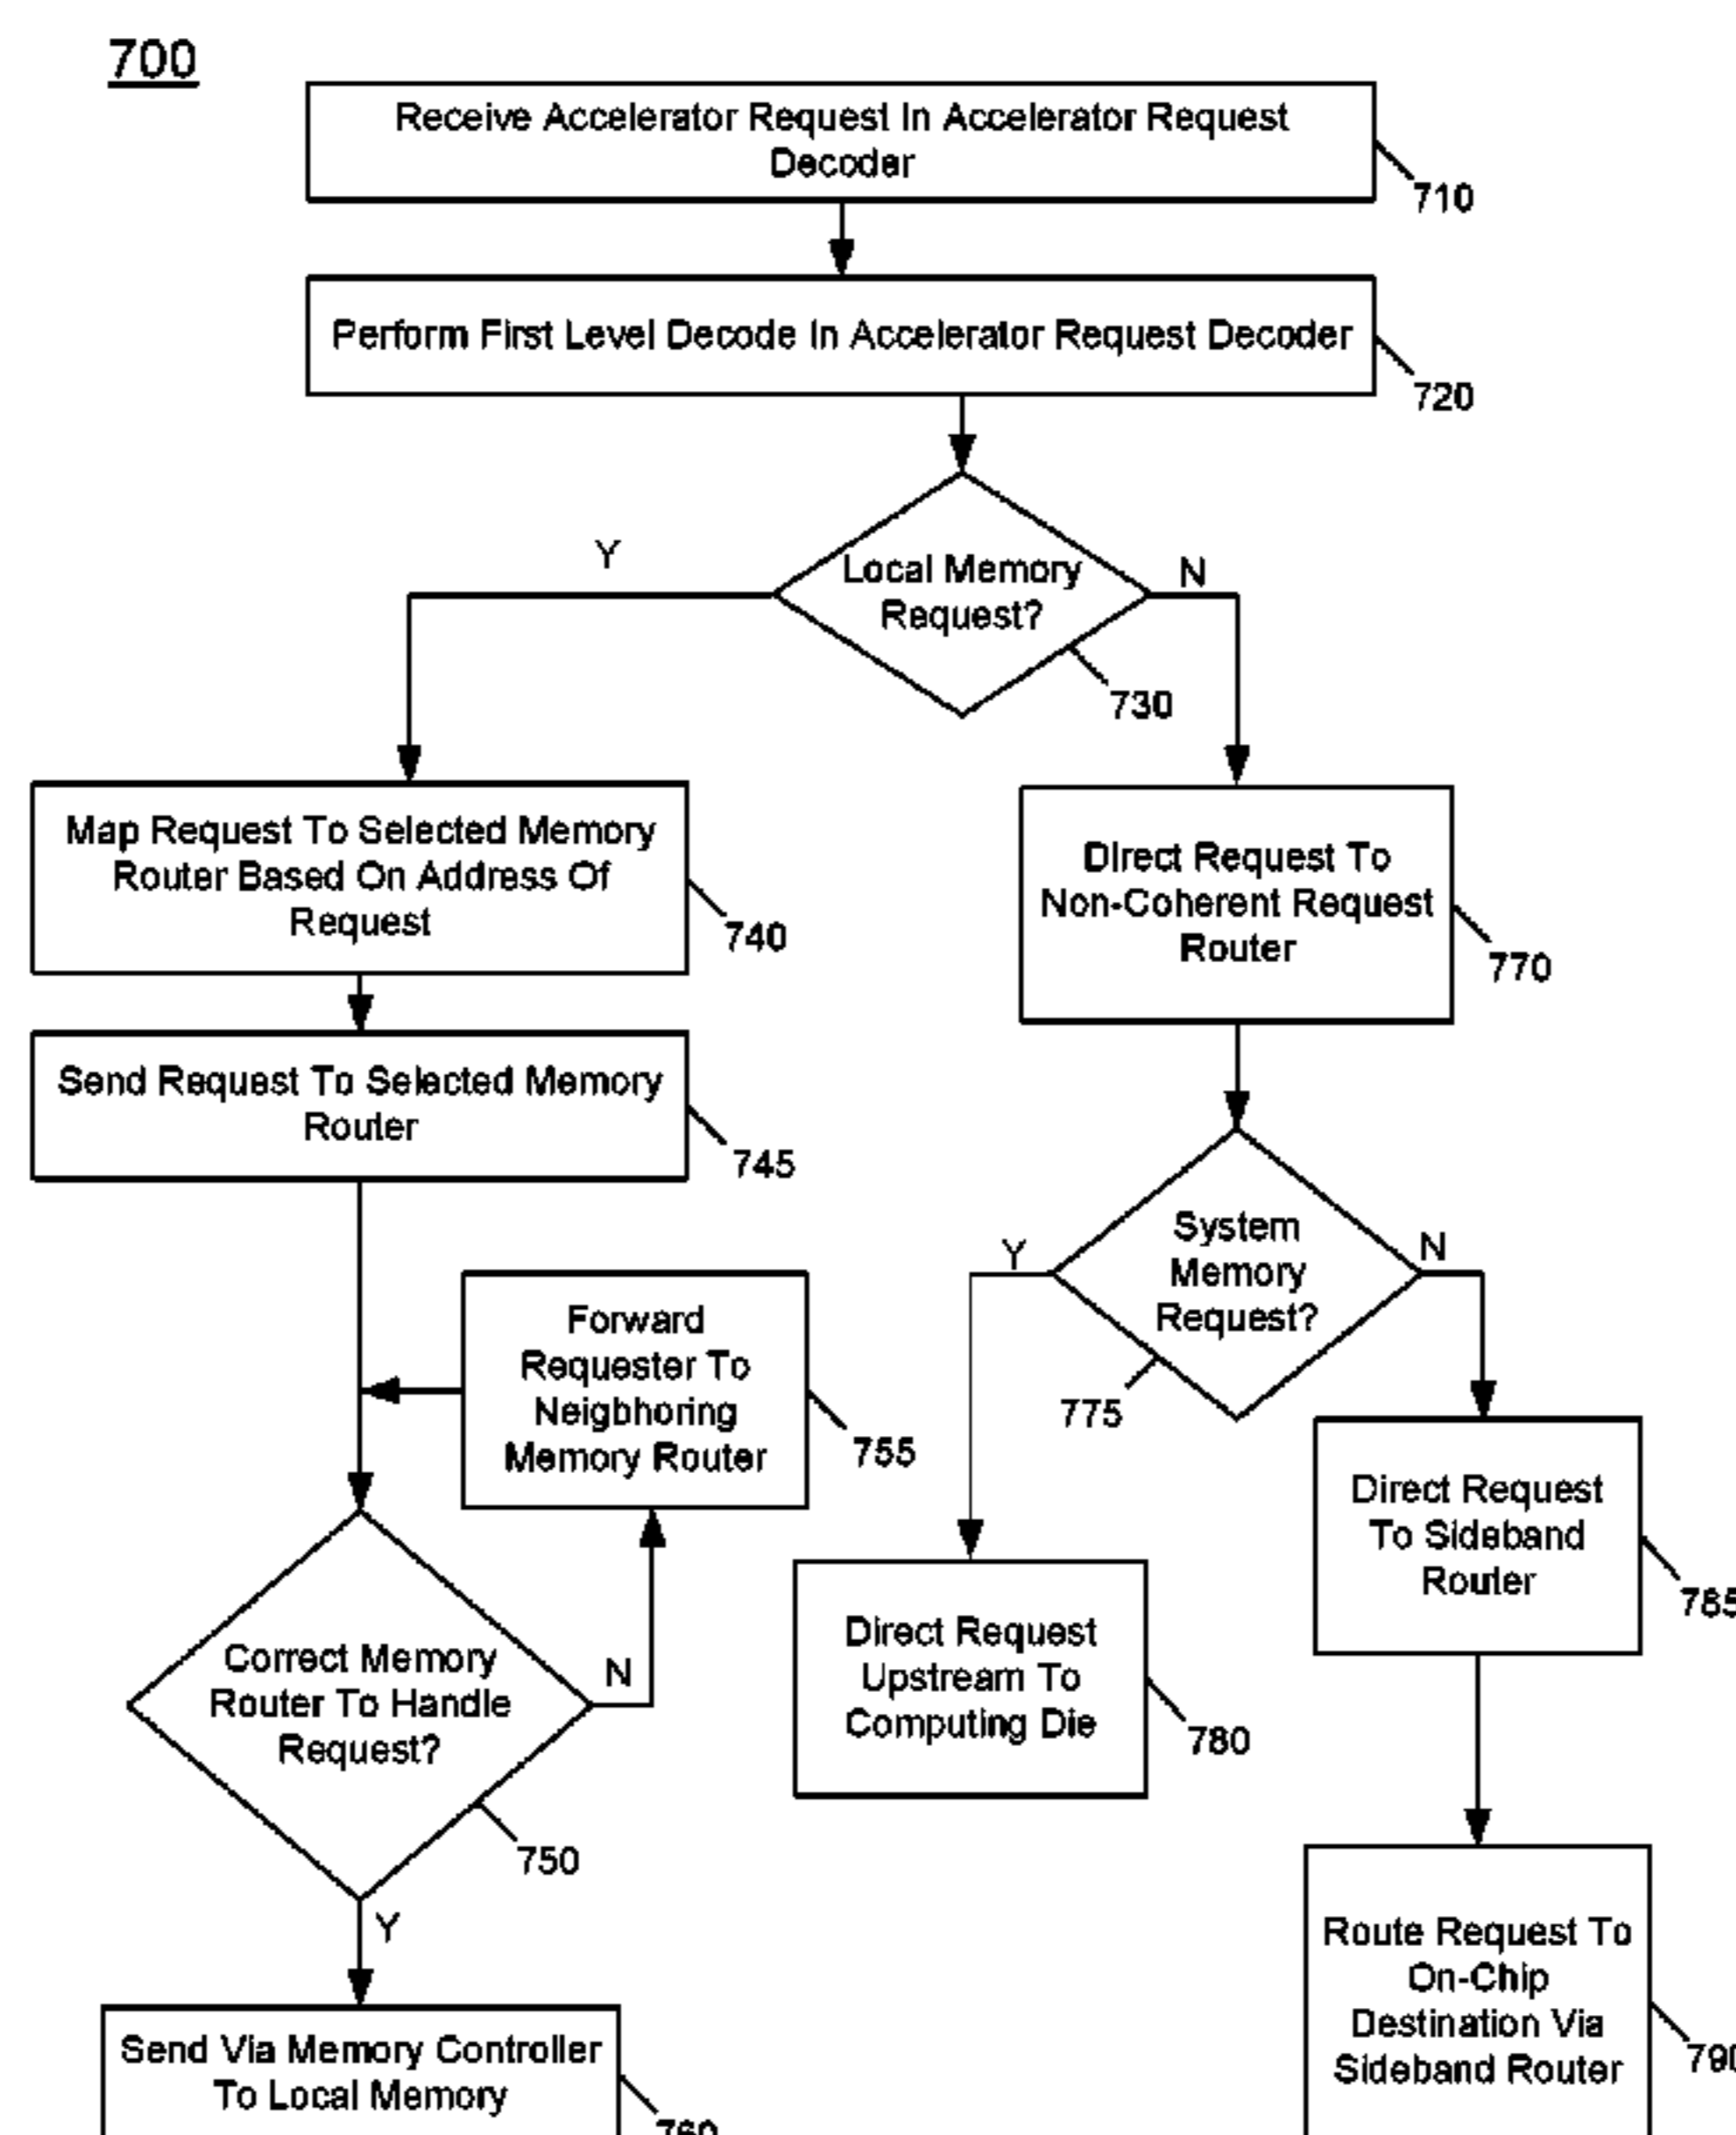 700
Receive Accelerator Request In Accelerator Request
Decoder
710
Perform First Level Decode In Accelerator Request Decoder
720
Local Memory
Request?
Y
N
730
Map Request To Selected Memory
Router Based On Address Of
Request
740
Direct Request To
Non-Coherent Request
Router
770
Send Request To Selected Memory
Router
745
System
Memory
Request?
Y
N
775
Forward
Requester To
Neigbhoring
Memory Router
755
Direct Request
To Sideband
Router
785
Direct Request
Upstream To
Computing Die
780
Correct Memory
Router To Handle
Request?
N
750
Y
Route Request To
On-Chip
Destination Via
Sideband Router
790
Send Via Memory Controller
To Local Memory
760